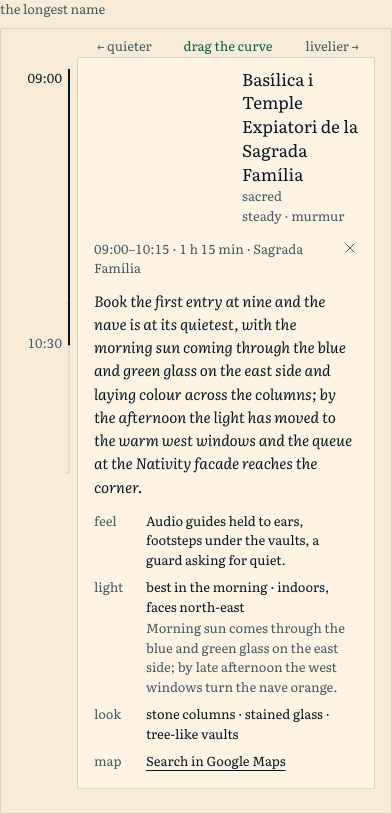 the longest name
← quieter drag the curve livelier →
09:00
Basílica i
Temple
Expiatori de la
Sagrada
Família
sacred
steady · murmur
09:00–10:15 · 1 h 15 min · Sagrada
Família
×
10:30
Book the first entry at nine and the
nave is at its quietest, with the
morning sun coming through the blue
and green glass on the east side and
laying colour across the columns; by
the afternoon the light has moved to
the warm west windows and the queue
at the Nativity facade reaches the
corner.
feel Audio guides held to ears,
footsteps under the vaults, a
guard asking for quiet.
light best in the morning · indoors,
faces north-east
Morning sun comes through the
blue and green glass on the east
side; by late afternoon the west
windows turn the nave orange.
look stone columns · stained glass ·
tree-like vaults
map Search in Google Maps